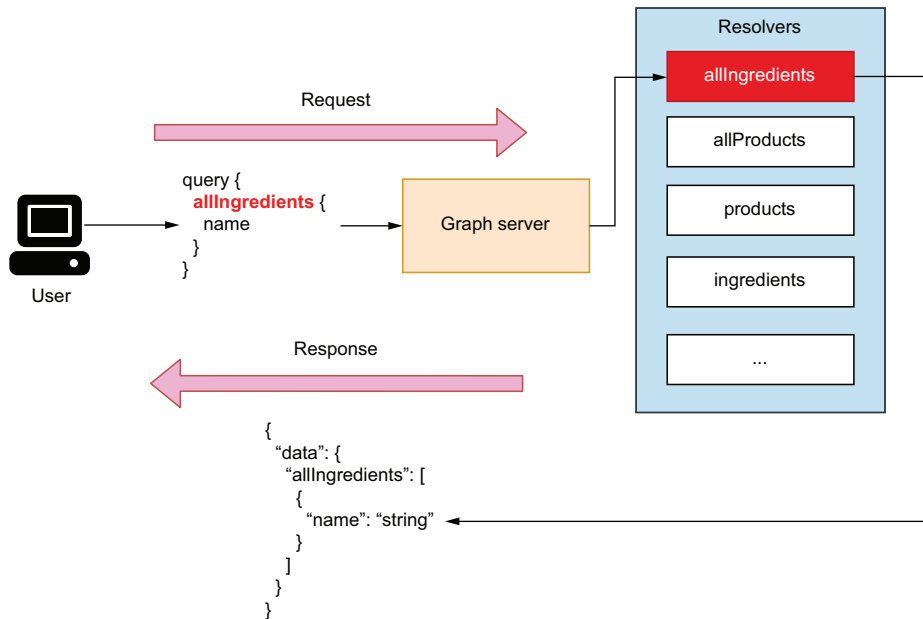 Resolvers
allIngredients
allProducts
products
ingredients
...
Request
query {
allIngredients {
name
}
}
Graph server
User
Response
{
“data”: {
“allIngredients”: [
{
“name”: “string”
}
]
}
}